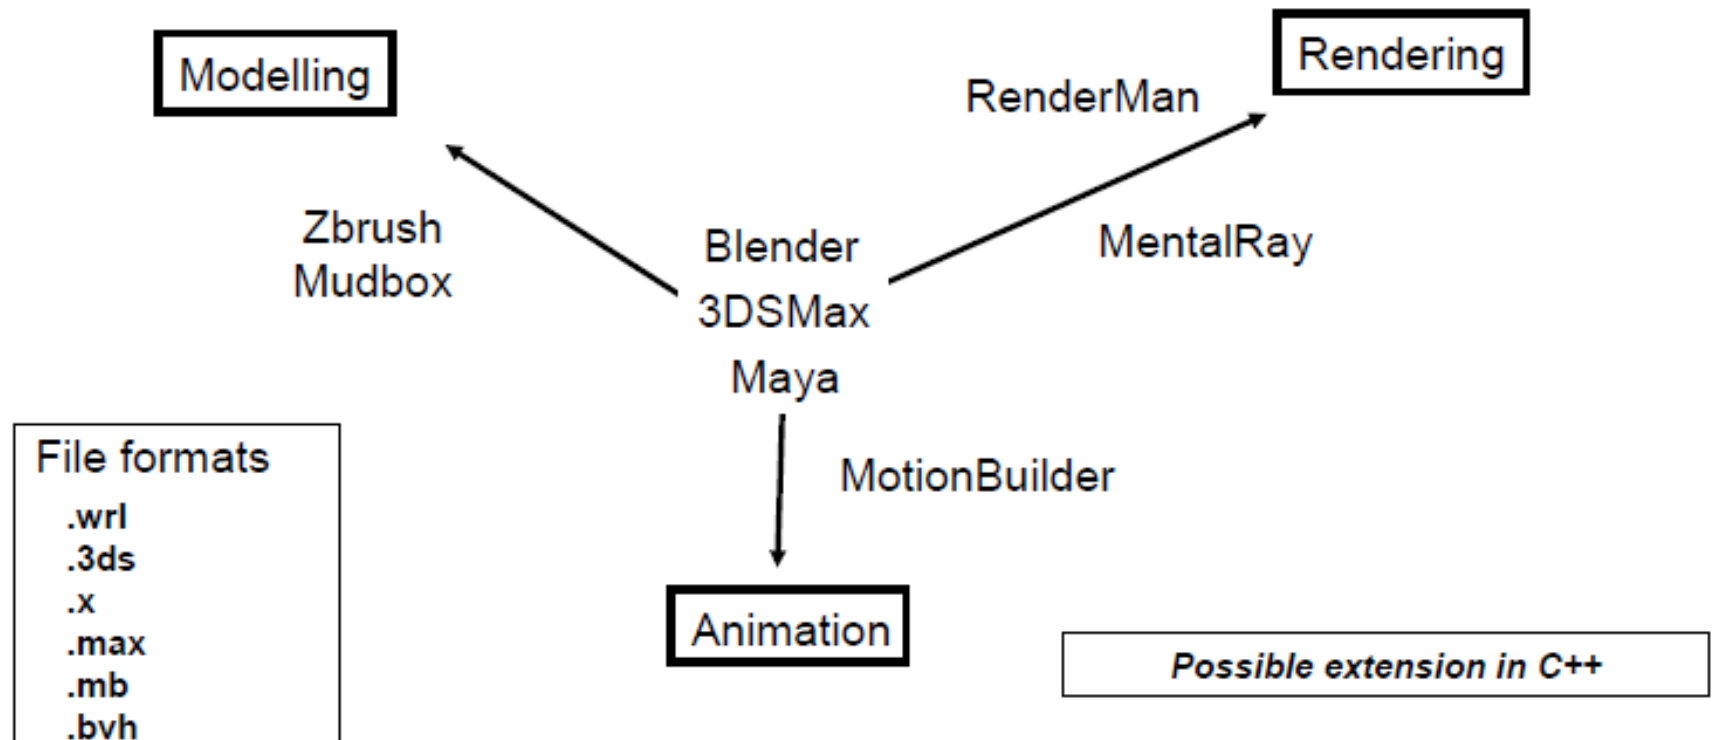 Modelling
Rendering
RenderMan
Zbrush
Mudbox
Blender
3DSMax
Maya
MentalRay
MotionBuilder
Animation
File formats
.wrl
.3ds
.x
.max
.mb
.bvh
Possible extension in C++